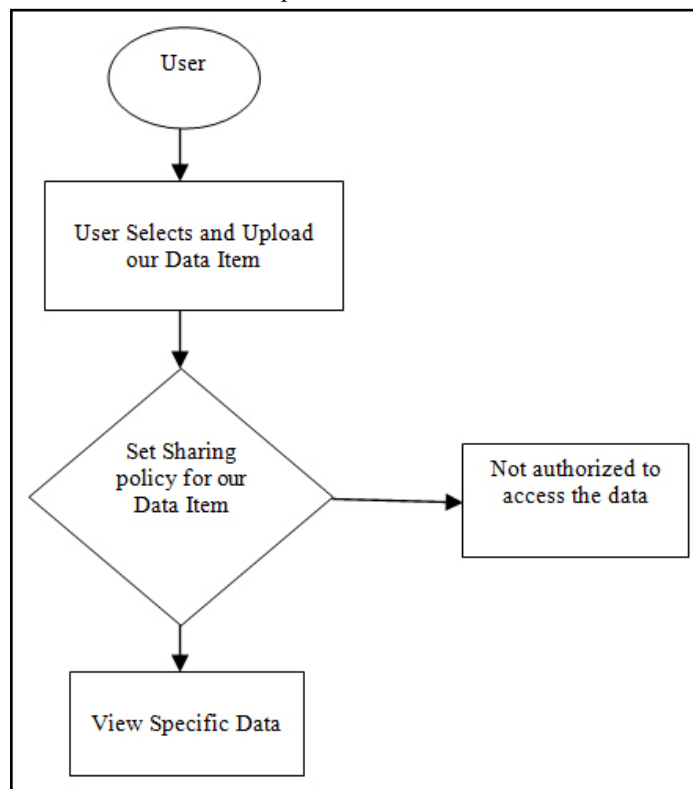 User
User Selects and Upload
our Data Item
Set Sharing
policy for our
Data Item
Not authorized to
access the data
View Specific Data